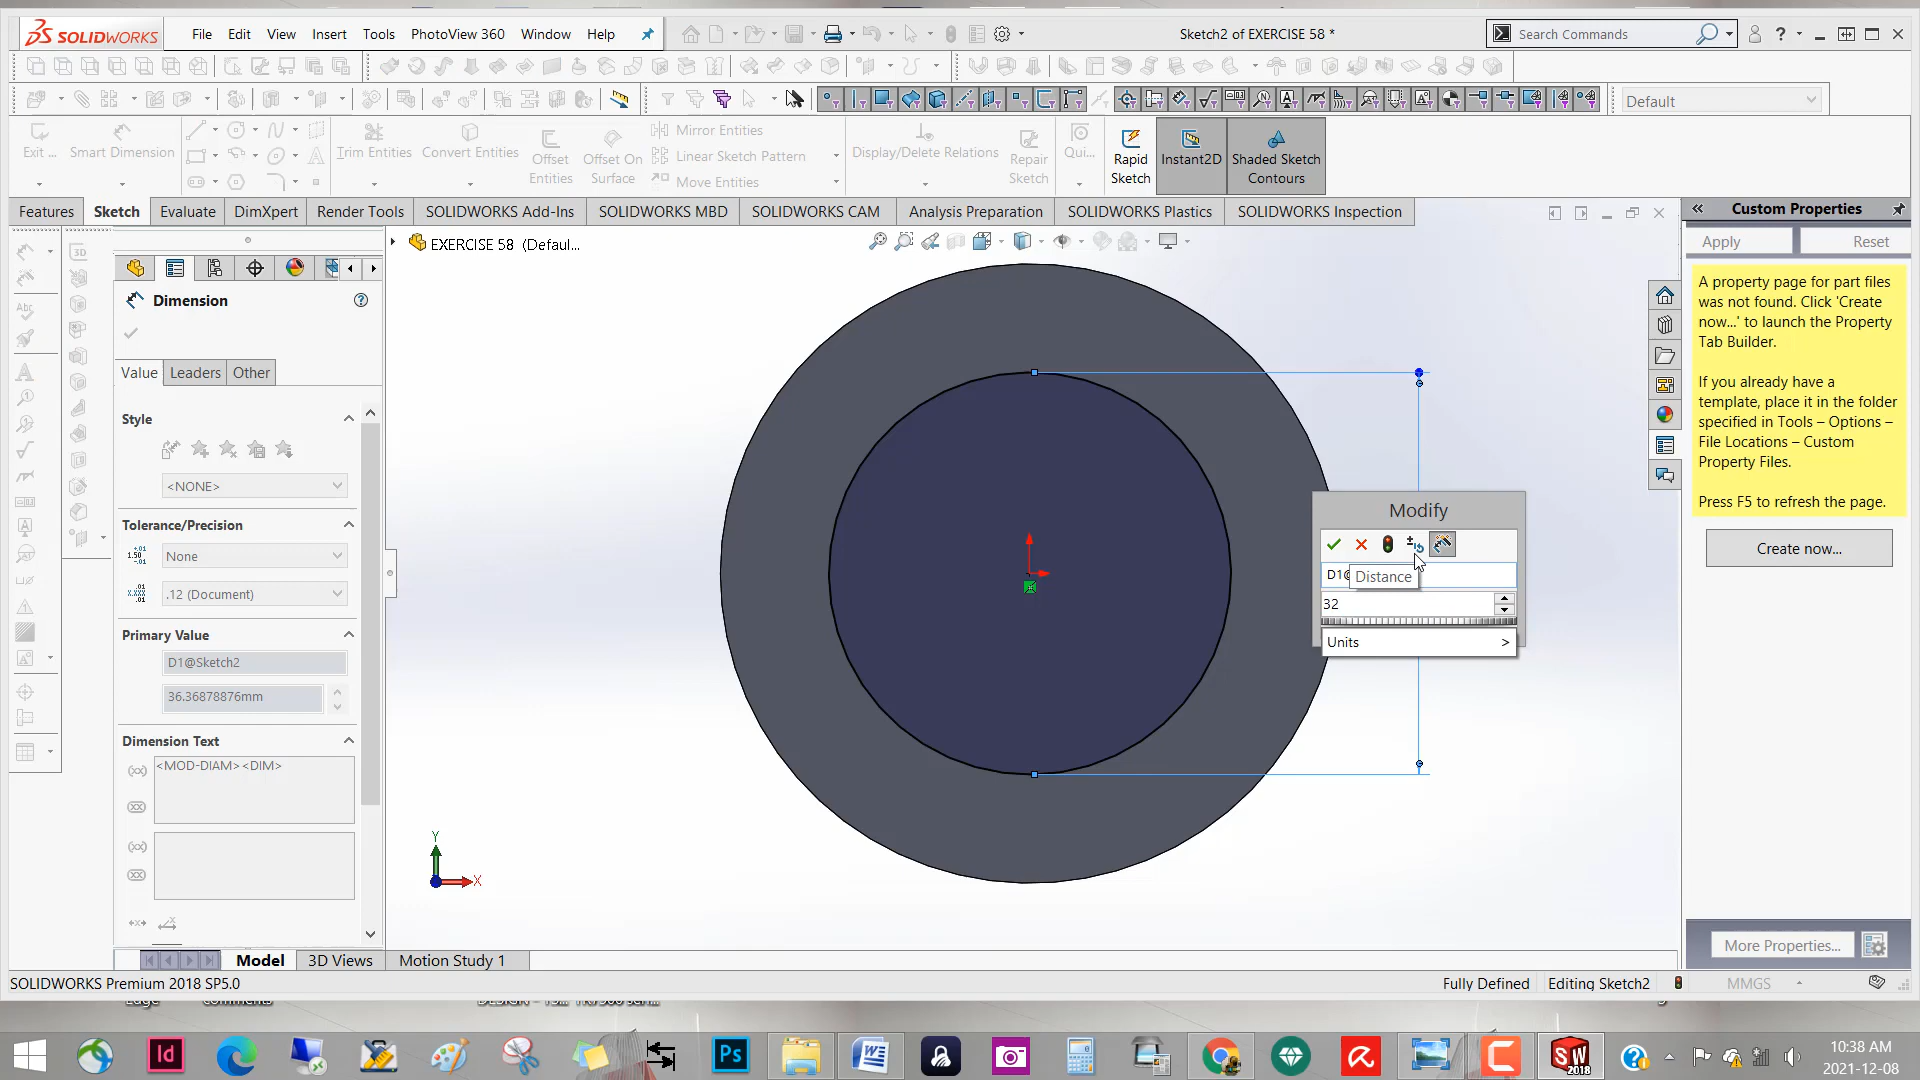 SOLIDWORKS File Edit View Insert Tools PhotoView 360 Window Help Sketch2 of EXERCISE 58 * Search Commands ?
Default
Exit ... Smart Dimension Trim Entities Convert Entities Offset Entities Offset On Surface Mirror Entities Linear Sketch Pattern Move Entities Display/Delete Relations Repair Sketch Qui... Rapid Sketch Instant2D Shaded Sketch Contours
Features Sketch Evaluate DimXpert Render Tools SOLIDWORKS Add-Ins SOLIDWORKS MBD SOLIDWORKS CAM Analysis Preparation SOLIDWORKS Plastics SOLIDWORKS Inspection
EXERCISE 58 (Defaul...
Dimension
Value Leaders Other
Style
<NONE>
Tolerance/Precision
None
.12 (Document)
Primary Value
D1@Sketch2
36.36878876mm
Dimension Text
<MOD-DIAM><DIM>
Y
X
Modify
D1@
Distance
32
Units >
Custom Properties
Apply Reset
A property page for part files
was not found. Click 'Create
now...' to launch the Property
Tab Builder.
If you already have a
template, place it in the folder
specified in Tools – Options –
File Locations – Custom
Property Files.
Press F5 to refresh the page.
Create now...
More Properties...
Model 3D Views Motion Study 1
SOLIDWORKS Premium 2018 SP5.0 Fully Defined Editing Sketch2 MMGS
Id Ps W SW 2018
10:38 AM
2021-12-08